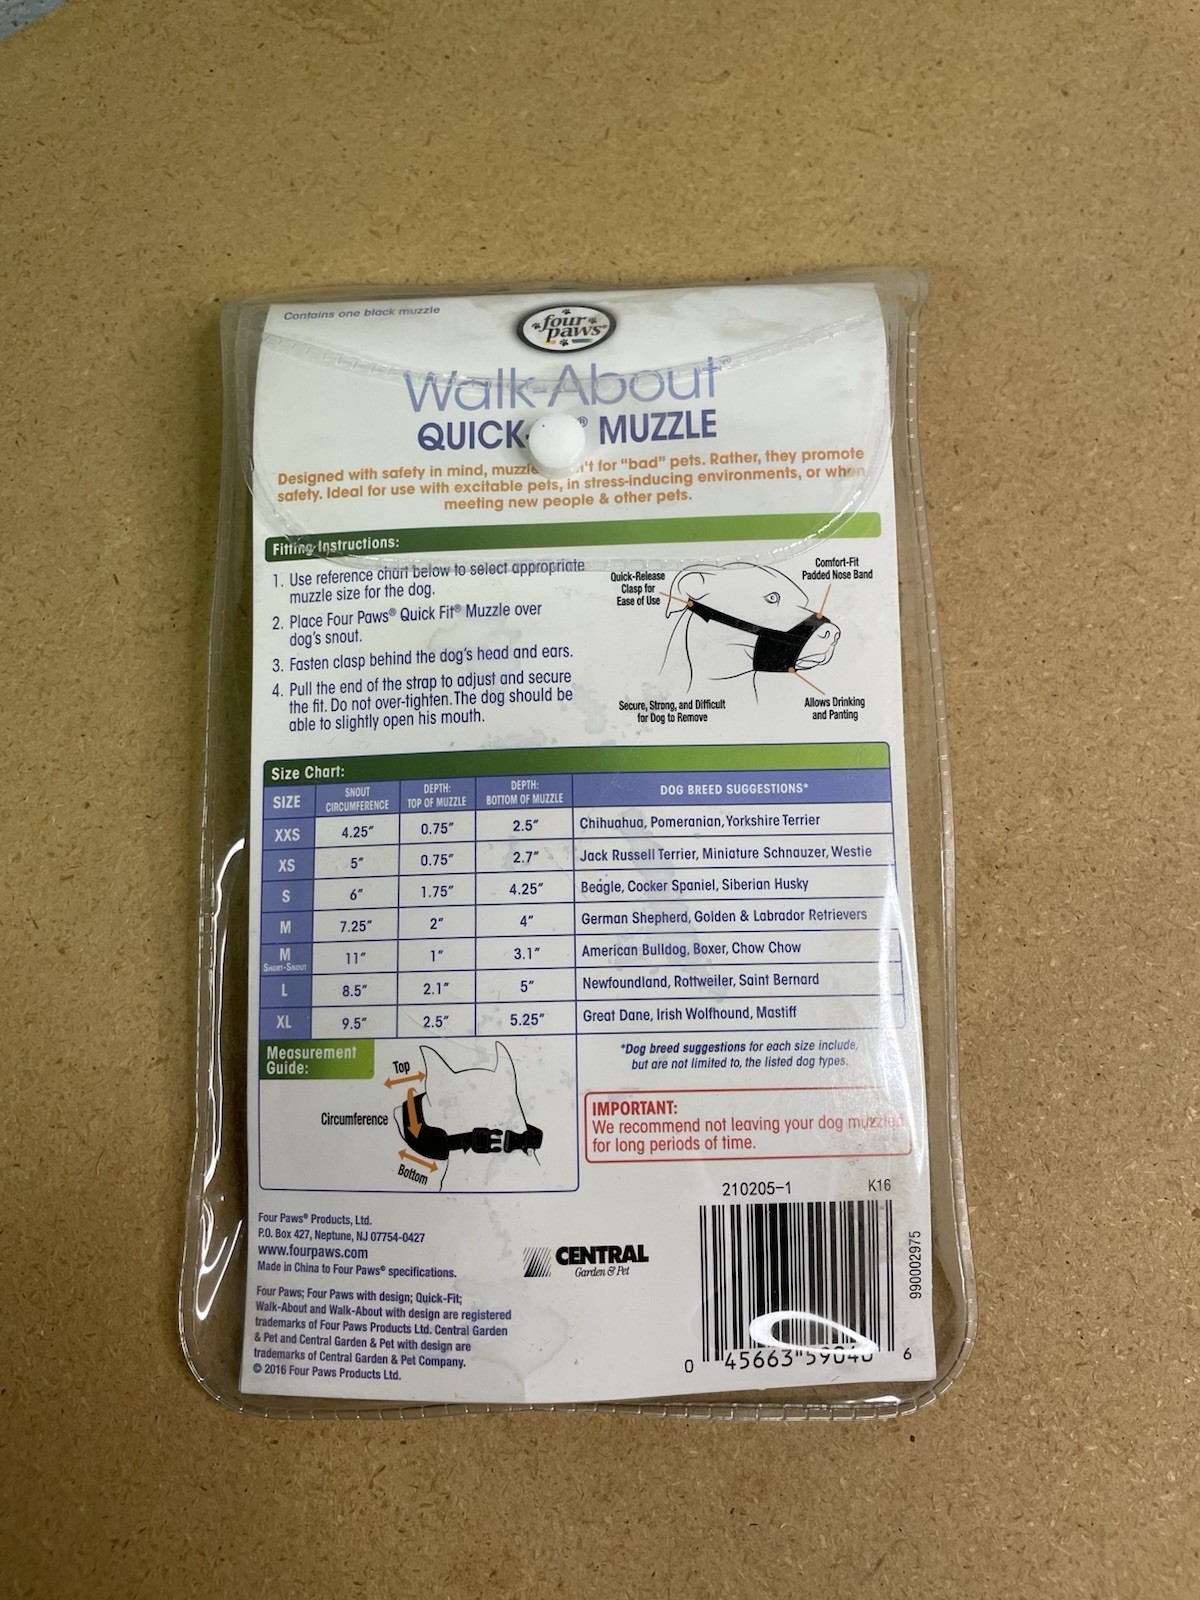 Contains one black muzzle
four paws®
Walk-About®
QUICK- ® MUZZLE
Designed with safety in mind, 't for "bad" pets. Rather, they promote
safety. Ideal for use with excitable pets, in stress-inducing environments, or when
meeting new people & other pets.
Fitting Instructions:
1. Use reference chart below to select appropriate
muzzle size for the dog.
2. Place Four Paws® Quick Fit® Muzzle over
dog's snout.
3. Fasten clasp behind the dog's head and ears.
4. Pull the end of the strap to adjust and secure
the fit. Do not over-tighten. The dog should be
able to slightly open his mouth.
Quick-Release
Clasp for
Ease of Use
Comfort-Fit
Padded Nose Band
Secure, Strong, and Difficult
for Dog to Remove
Allows Drinking
and Panting
Size Chart:
SIZE SNOUT CIRCUMFERENCE DEPTH: TOP OF MUZZLE DEPTH: BOTTOM OF MUZZLE DOG BREED SUGGESTIONS*
XXS 4.25" 0.75" 2.5" Chihuahua, Pomeranian, Yorkshire Terrier
XS 5" 0.75" 2.7" Jack Russell Terrier, Miniature Schnauzer, Westie
S 6" 1.75" 4.25" Beagle, Cocker Spaniel, Siberian Husky
M 7.25" 2" 4" German Shepherd, Golden & Labrador Retrievers
M SHORT-SNOUT 11" 1" 3.1" American Bulldog, Boxer, Chow Chow
L 8.5" 2.1" 5" Newfoundland, Rottweiler, Saint Bernard
XL 9.5" 2.5" 5.25" Great Dane, Irish Wolfhound, Mastiff
Measurement
Guide:
Top
Circumference
Bottom
*Dog breed suggestions for each size include,
but are not limited to, the listed dog types.
IMPORTANT:
We recommend not leaving your dog muzzled
for long periods of time.
Four Paws® Products, Ltd.
P.O. Box 427, Neptune, NJ 07754-0427
www.fourpaws.com
Made in China to Four Paws® specifications.
Four Paws; Four Paws with design; Quick-Fit;
Walk-About and Walk-About with design are registered
trademarks of Four Paws Products Ltd. Central Garden
& Pet and Central Garden & Pet with design are
trademarks of Central Garden & Pet Company.
© 2016 Four Paws Products Ltd.
CENTRAL
Garden & Pet
210205-1 K16
990002975
0 45663 59040 6